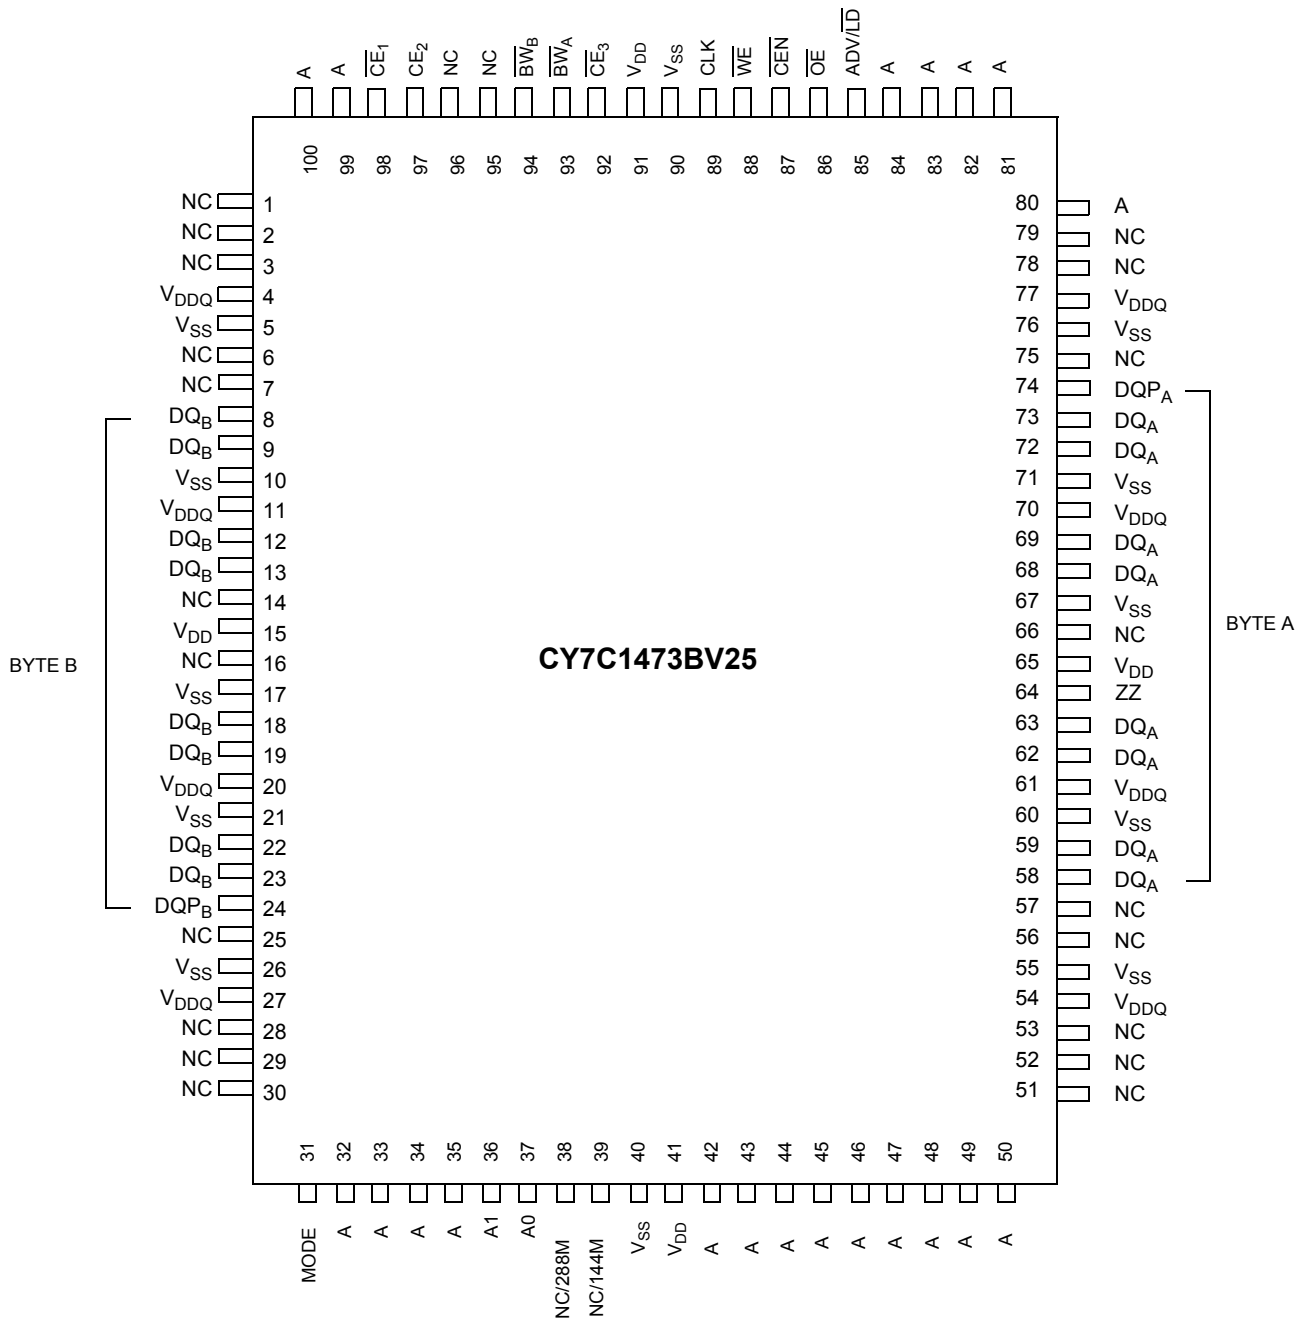 A A CE1 CE2 NC NC BWB BWA CE3 VDD VSS CLK WE CEN OE ADV/LD A A A A
100 99 98 97 96 95 94 93 92 91 90 89 88 87 86 85 84 83 82 81
NC 1 80 A
NC 2 79 NC
NC 3 78 NC
VDDQ 4 77 VDDQ
VSS 5 76 VSS
NC 6 75 NC
NC 7 74 DQPA
DQB 8 73 DQA
DQB 9 72 DQA
VSS 10 71 VSS
VDDQ 11 70 VDDQ
DQB 12 69 DQA
DQB 13 68 DQA
NC 14 67 VSS
VDD 15 66 NC
BYTE A
NC 16 65 VDD
CY7C1473BV25
BYTE B
VSS 17 64 ZZ
DQB 18 63 DQA
DQB 19 62 DQA
VDDQ 20 61 VDDQ
VSS 21 60 VSS
DQB 22 59 DQA
DQB 23 58 DQA
DQPB 24 57 NC
NC 25 56 NC
VSS 26 55 VSS
VDDQ 27 54 VDDQ
NC 28 53 NC
NC 29 52 NC
NC 30 51 NC
31 32 33 34 35 36 37 38 39 40 41 42 43 44 45 46 47 48 49 50
MODE A A A A A1 A0 NC/288M NC/144M VSS VDD A A A A A A A A A